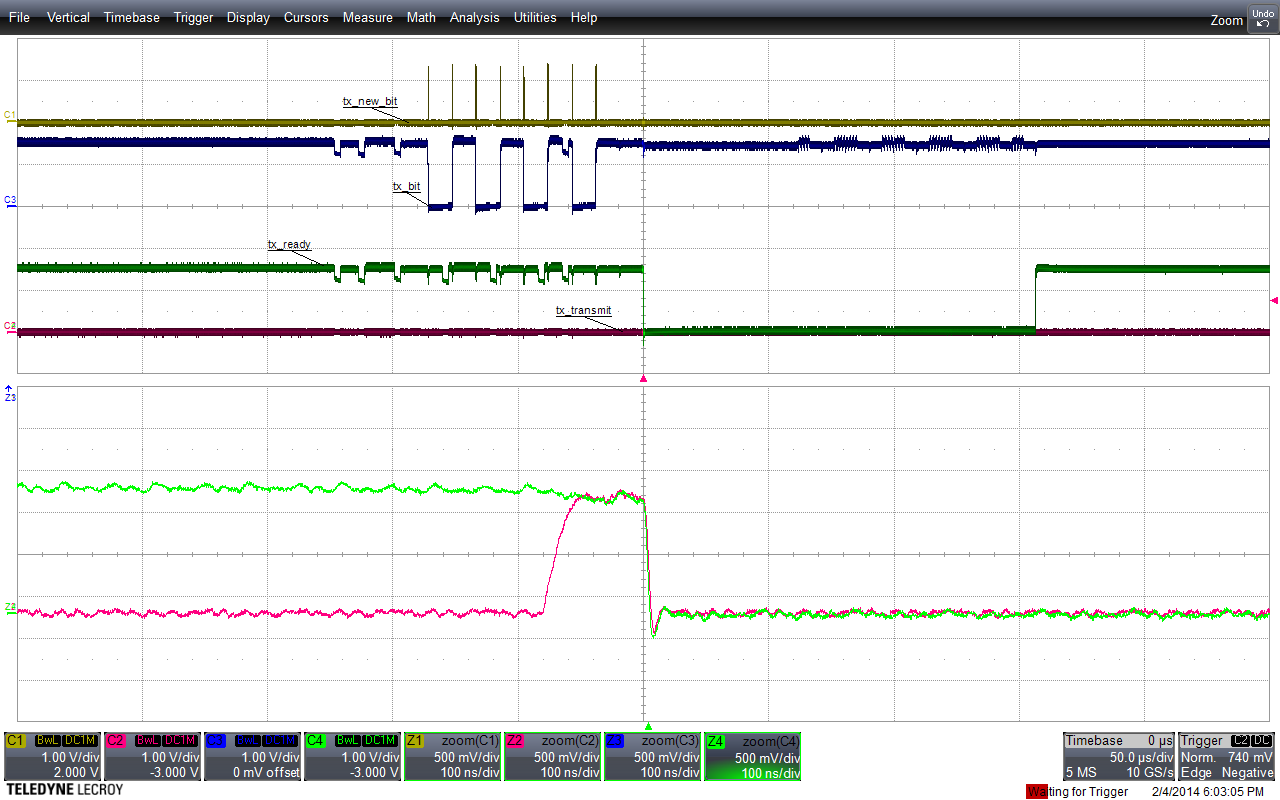 File Vertical Timebase Trigger Display Cursors Measure Math Analysis Utilities Help Zoom Undo
tx_new_bit
C1
tx_bit
C3
tx_ready
tx_transmit
Z3
C1 BwL DC1M C2 BwL DC1M C3 BwL DC1M C4 BwL DC1M Z1 zoom(C1) Z2 zoom(C2) Z3 zoom(C3) Z4 zoom(C4) Timebase 0 µs Trigger C2 DC
1.00 V/div 1.00 V/div 1.00 V/div 1.00 V/div 500 mV/div 500 mV/div 500 mV/div 500 mV/div 50.0 µs/div Norm. 740 mV
2.000 V -3.000 V 0 mV offset -3.000 V 100 ns/div 100 ns/div 100 ns/div 100 ns/div 5 MS 10 GS/s Edge Negative
TELEDYNE LECROY Waiting for Trigger 2/4/2014 6:03:05 PM